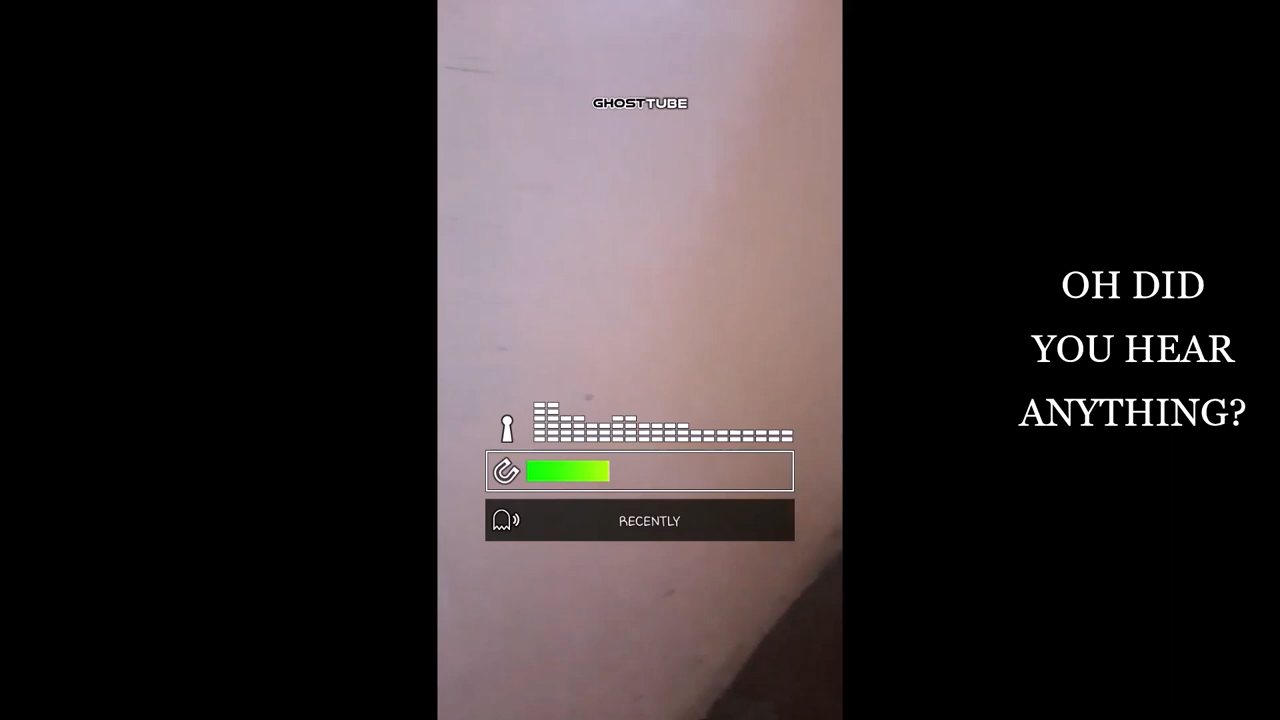 GHOSTTUBE
RECENTLY
OH DID
YOU HEAR
ANYTHING?